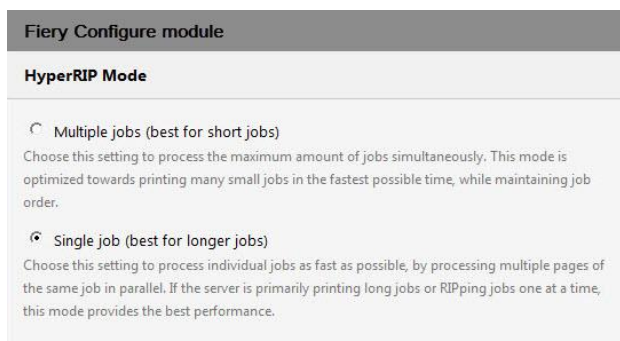 Fiery Configure module
HyperRIP Mode
Multiple jobs (best for short jobs)
Choose this setting to process the maximum amount of jobs simultaneously. This mode is
optimized towards printing many small jobs in the fastest possible time, while maintaining job
order.
Single job (best for longer jobs)
Choose this setting to process individual jobs as fast as possible, by processing multiple pages of
the same job in parallel. If the server is primarily printing long jobs or RIPping jobs one at a time,
this mode provides the best performance.